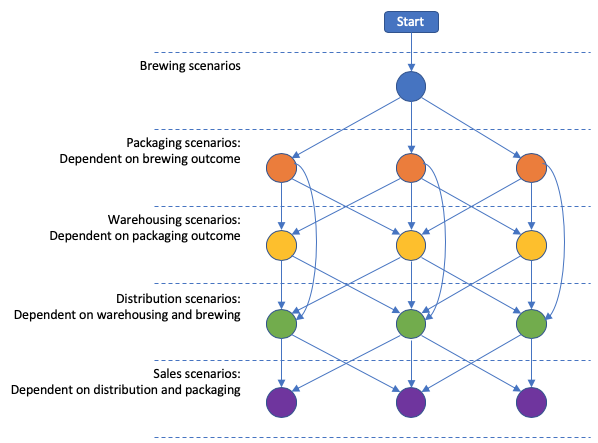 Start
Brewing scenarios
Packaging scenarios:
Dependent on brewing outcome
Warehousing scenarios:
Dependent on packaging outcome
Distribution scenarios:
Dependent on warehousing and brewing
Sales scenarios:
Dependent on distribution and packaging